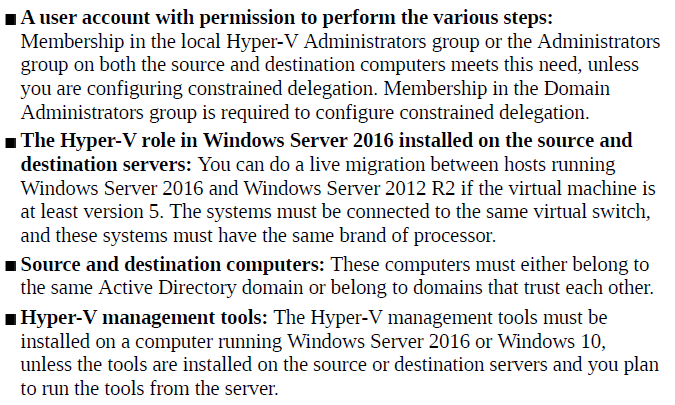 ■ A user account with permission to perform the various steps:
Membership in the local Hyper-V Administrators group or the Administrators
group on both the source and destination computers meets this need, unless
you are configuring constrained delegation. Membership in the Domain
Administrators group is required to configure constrained delegation.
■ The Hyper-V role in Windows Server 2016 installed on the source and
destination servers: You can do a live migration between hosts running
Windows Server 2016 and Windows Server 2012 R2 if the virtual machine is
at least version 5. The systems must be connected to the same virtual switch,
and these systems must have the same brand of processor.
■ Source and destination computers: These computers must either belong to
the same Active Directory domain or belong to domains that trust each other.
■ Hyper-V management tools: The Hyper-V management tools must be
installed on a computer running Windows Server 2016 or Windows 10,
unless the tools are installed on the source or destination servers and you plan
to run the tools from the server.